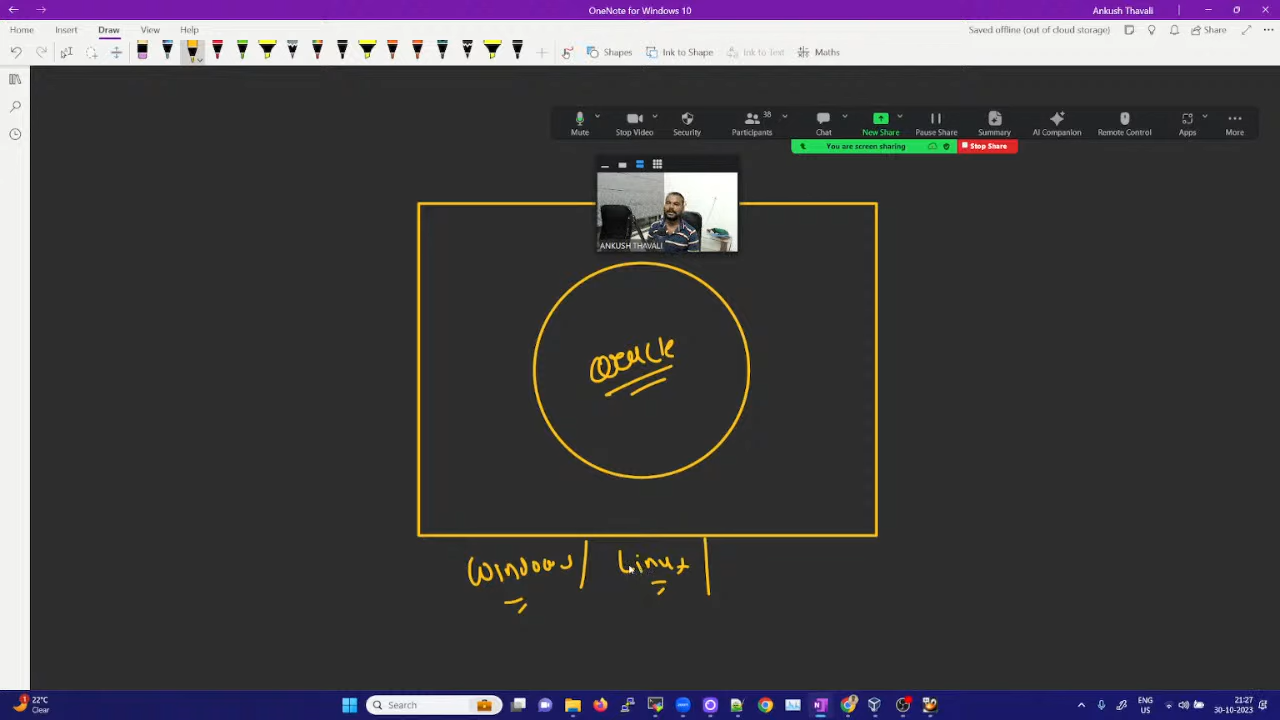 OneNote for Windows 10
Ankush Thavali
Home Insert Draw View Help
Saved offline (out of cloud storage)
Share
Shapes
Ink to Shape
Ink to Text
Maths
38
Mute Stop Video Security Participants Chat New Share Pause Share Summary AI Companion Remote Control Apps More
You are screen sharing
Stop Share
ANKUSH THAVALI
Oracle
Windows Linux
1
22°C
Clear
Search
ENG
US
21:27
30-10-2023
2